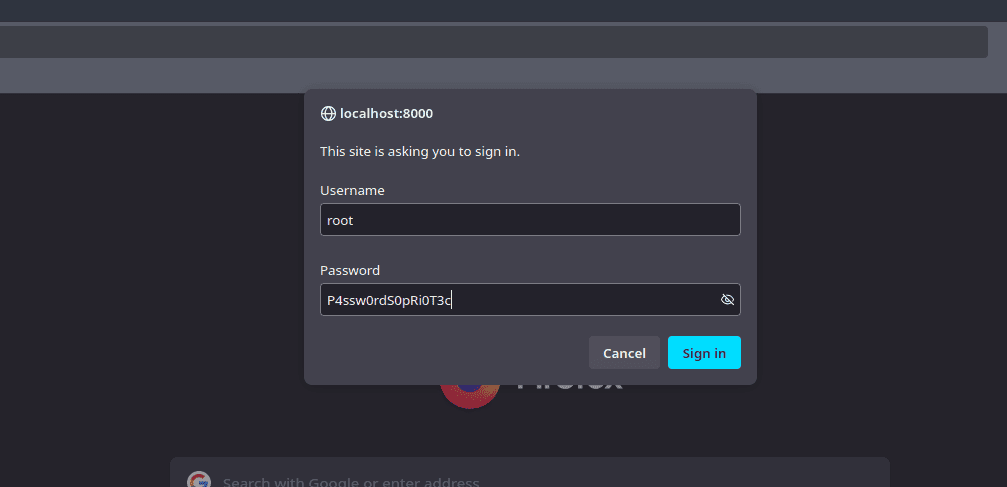 localhost:8000
This site is asking you to sign in.
Username
root
Password
P4ssw0rdS0pRi0T3c
Cancel
Sign in
Firefox
Search with Google or enter address